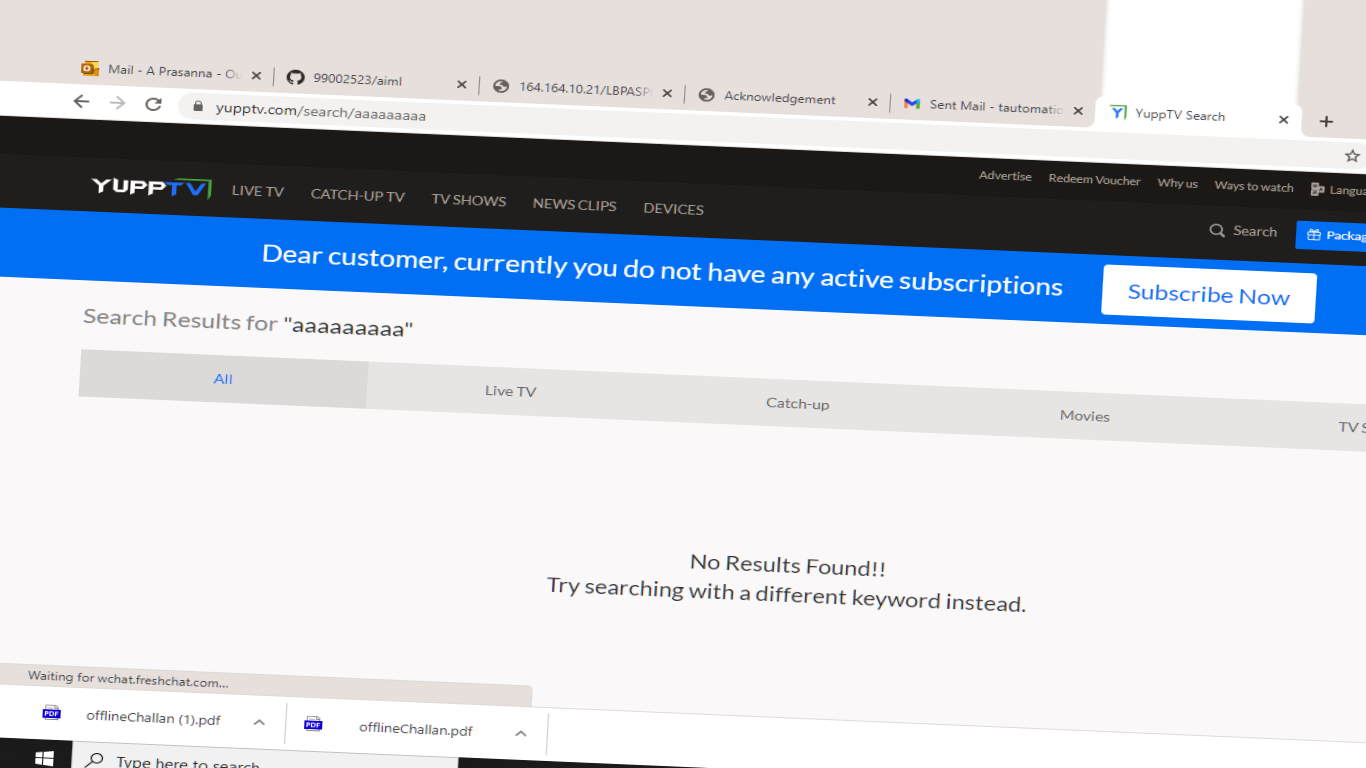 Mail - A Prasanna - Ou
99002523/aiml
164.164.10.21/LBPASP
Acknowledgement
Sent Mail - tautomatic
YuppTV Search
yupptv.com/search/aaaaaaaaa
Advertise
Redeem Voucher
Why us
Ways to watch
Langua
YUPPTV
LIVE TV
CATCH-UP TV
TV SHOWS
NEWS CLIPS
DEVICES
Search
Packag
Dear customer, currently you do not have any active subscriptions
Subscribe Now
Search Results for "aaaaaaaaa"
All
Live TV
Catch-up
Movies
TV S
No Results Found!!
Try searching with a different keyword instead.
Waiting for wchat.freshchat.com...
PDF
offlineChallan (1).pdf
PDF
offlineChallan.pdf
Type here to search